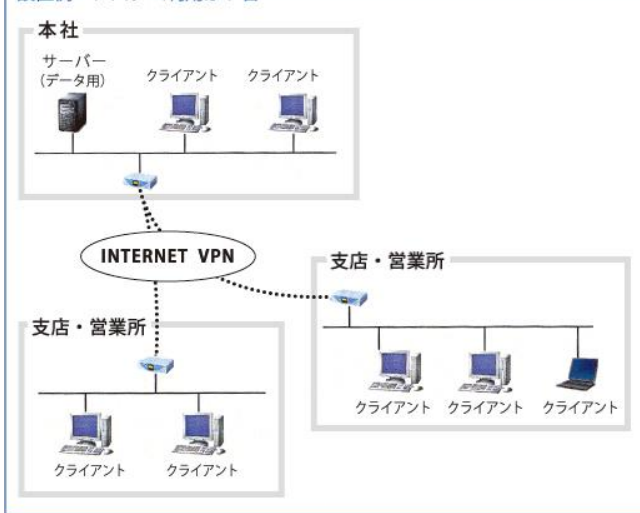 本社
サーバー
(データ用)
クライアント
クライアント
INTERNET VPN
支店・営業所
クライアント
クライアント
クライアント
支店・営業所
クライアント
クライアント